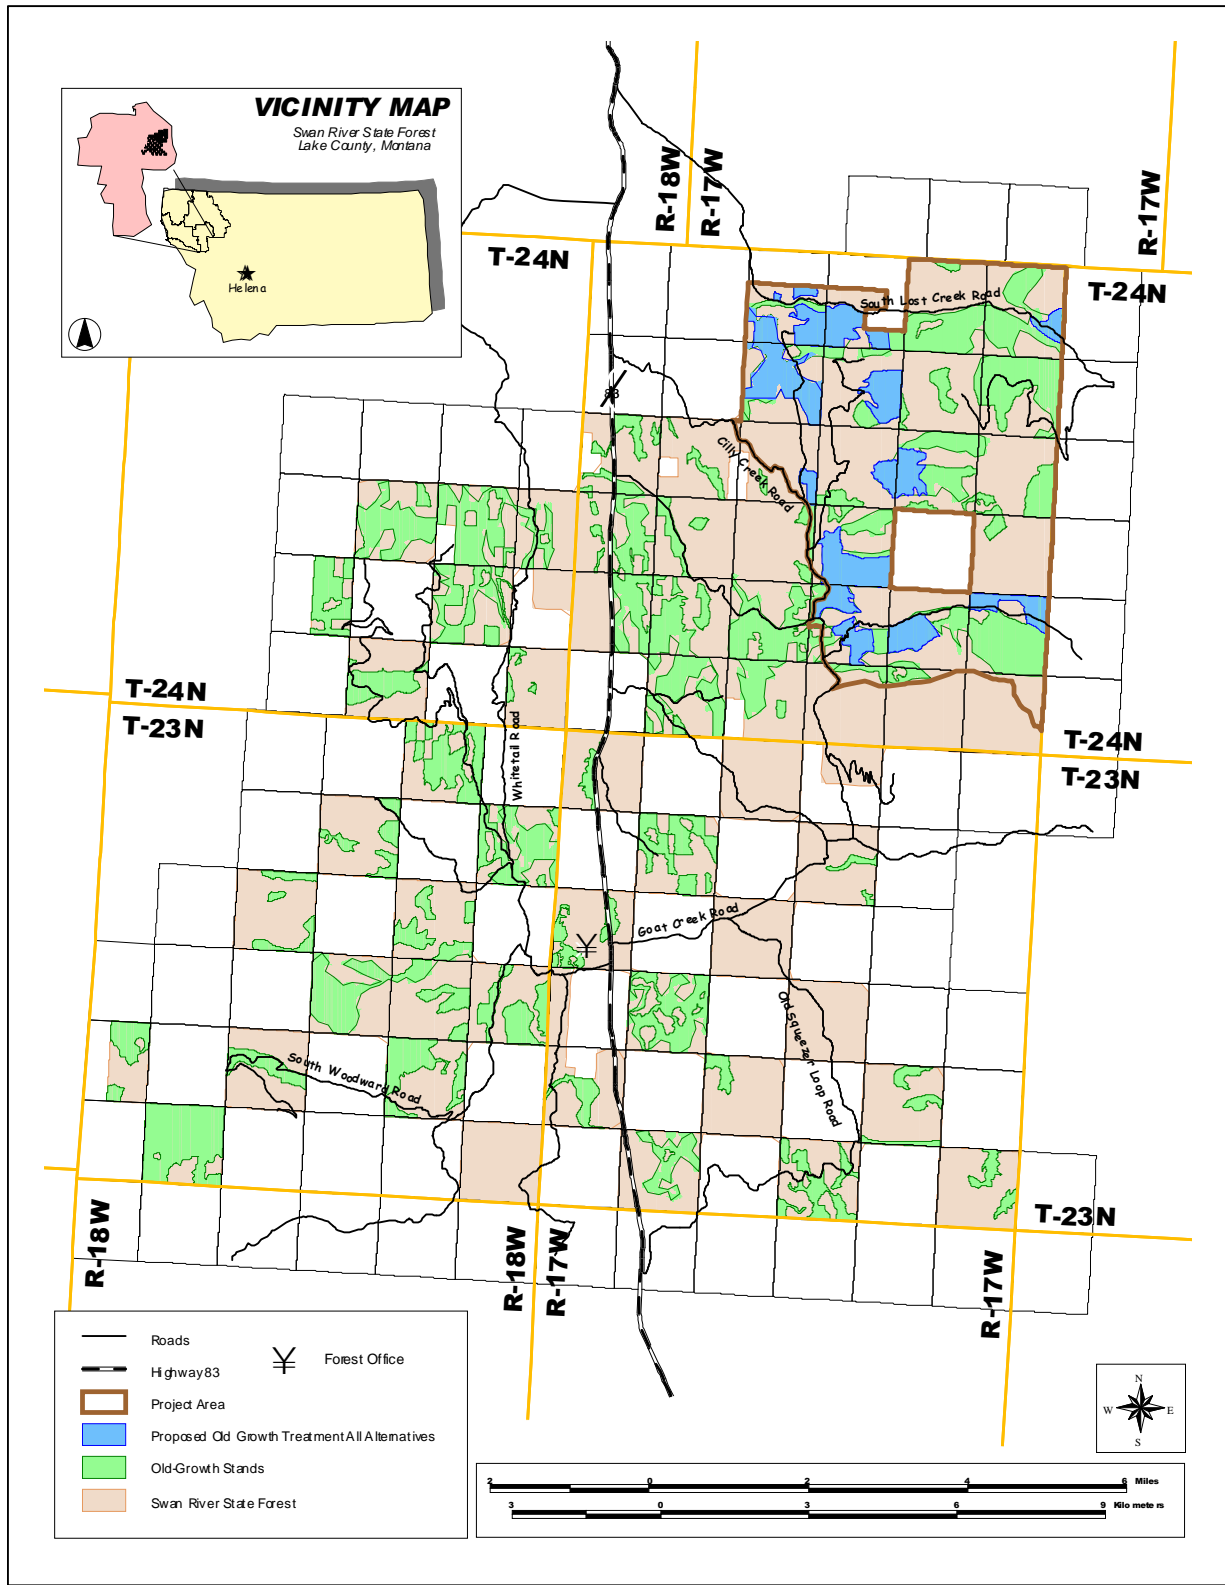 VICINITY MAP
Swan River State Forest
Lake County, Montana
Helena
R-18W
R-17W
R-17W
T-24N
T-24N
South Lost Creek Road
83
Cilly Creek Road
T-24N
T-23N
Whitetail Road
T-24N
T-23N
Goat Creek Road
Old Squeezer Loop Road
South Woodward Road
T-23N
R-18W
R-18W
R-17W
R-17W
Roads
Highway 83
Forest Office
Project Area
Proposed Old Growth Treatment All Alternatives
Old-Growth Stands
Swan River State Forest
N
W E
S
2 0 2 4 6 Miles
3 0 3 6 9 Kilometers